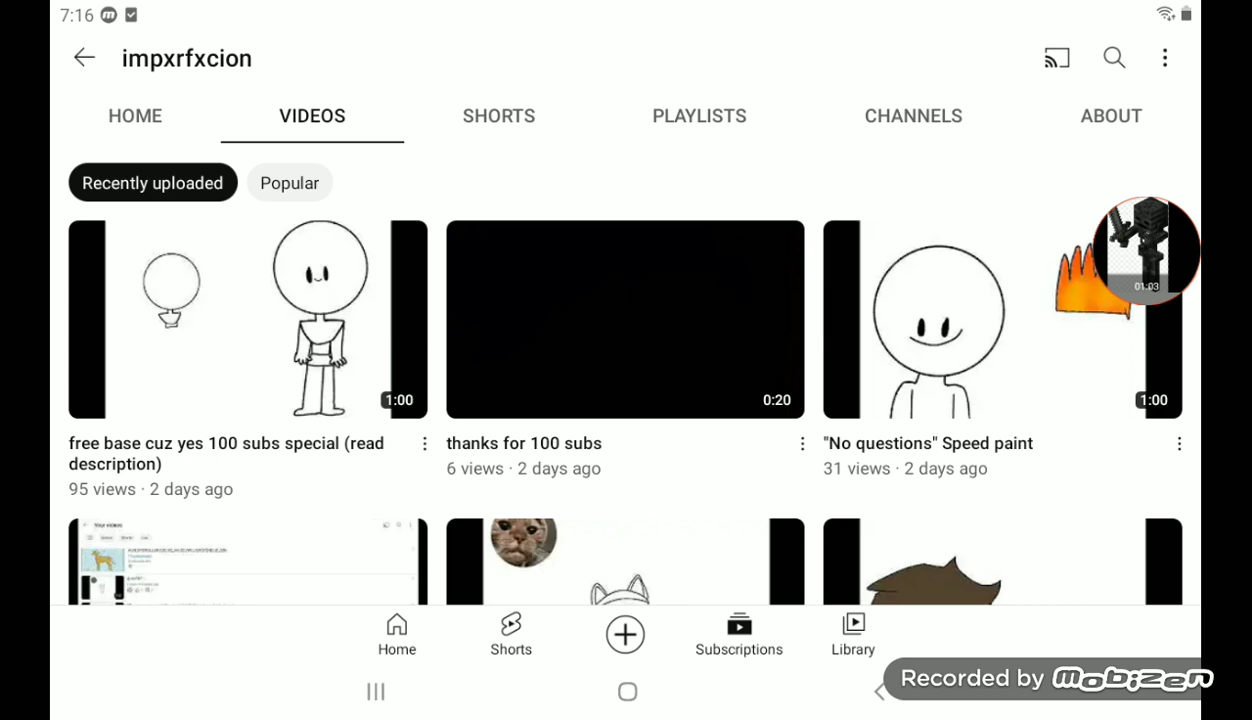 7:16
impxrfxcion
HOME VIDEOS SHORTS PLAYLISTS CHANNELS ABOUT
Recently uploaded Popular
01:03
1:00 0:20 1:00
free base cuz yes 100 subs special (read
description)
95 views · 2 days ago
thanks for 100 subs
6 views · 2 days ago
"No questions" Speed paint
31 views · 2 days ago
Your videos
Home Shorts Subscriptions Library
Recorded by mobizen